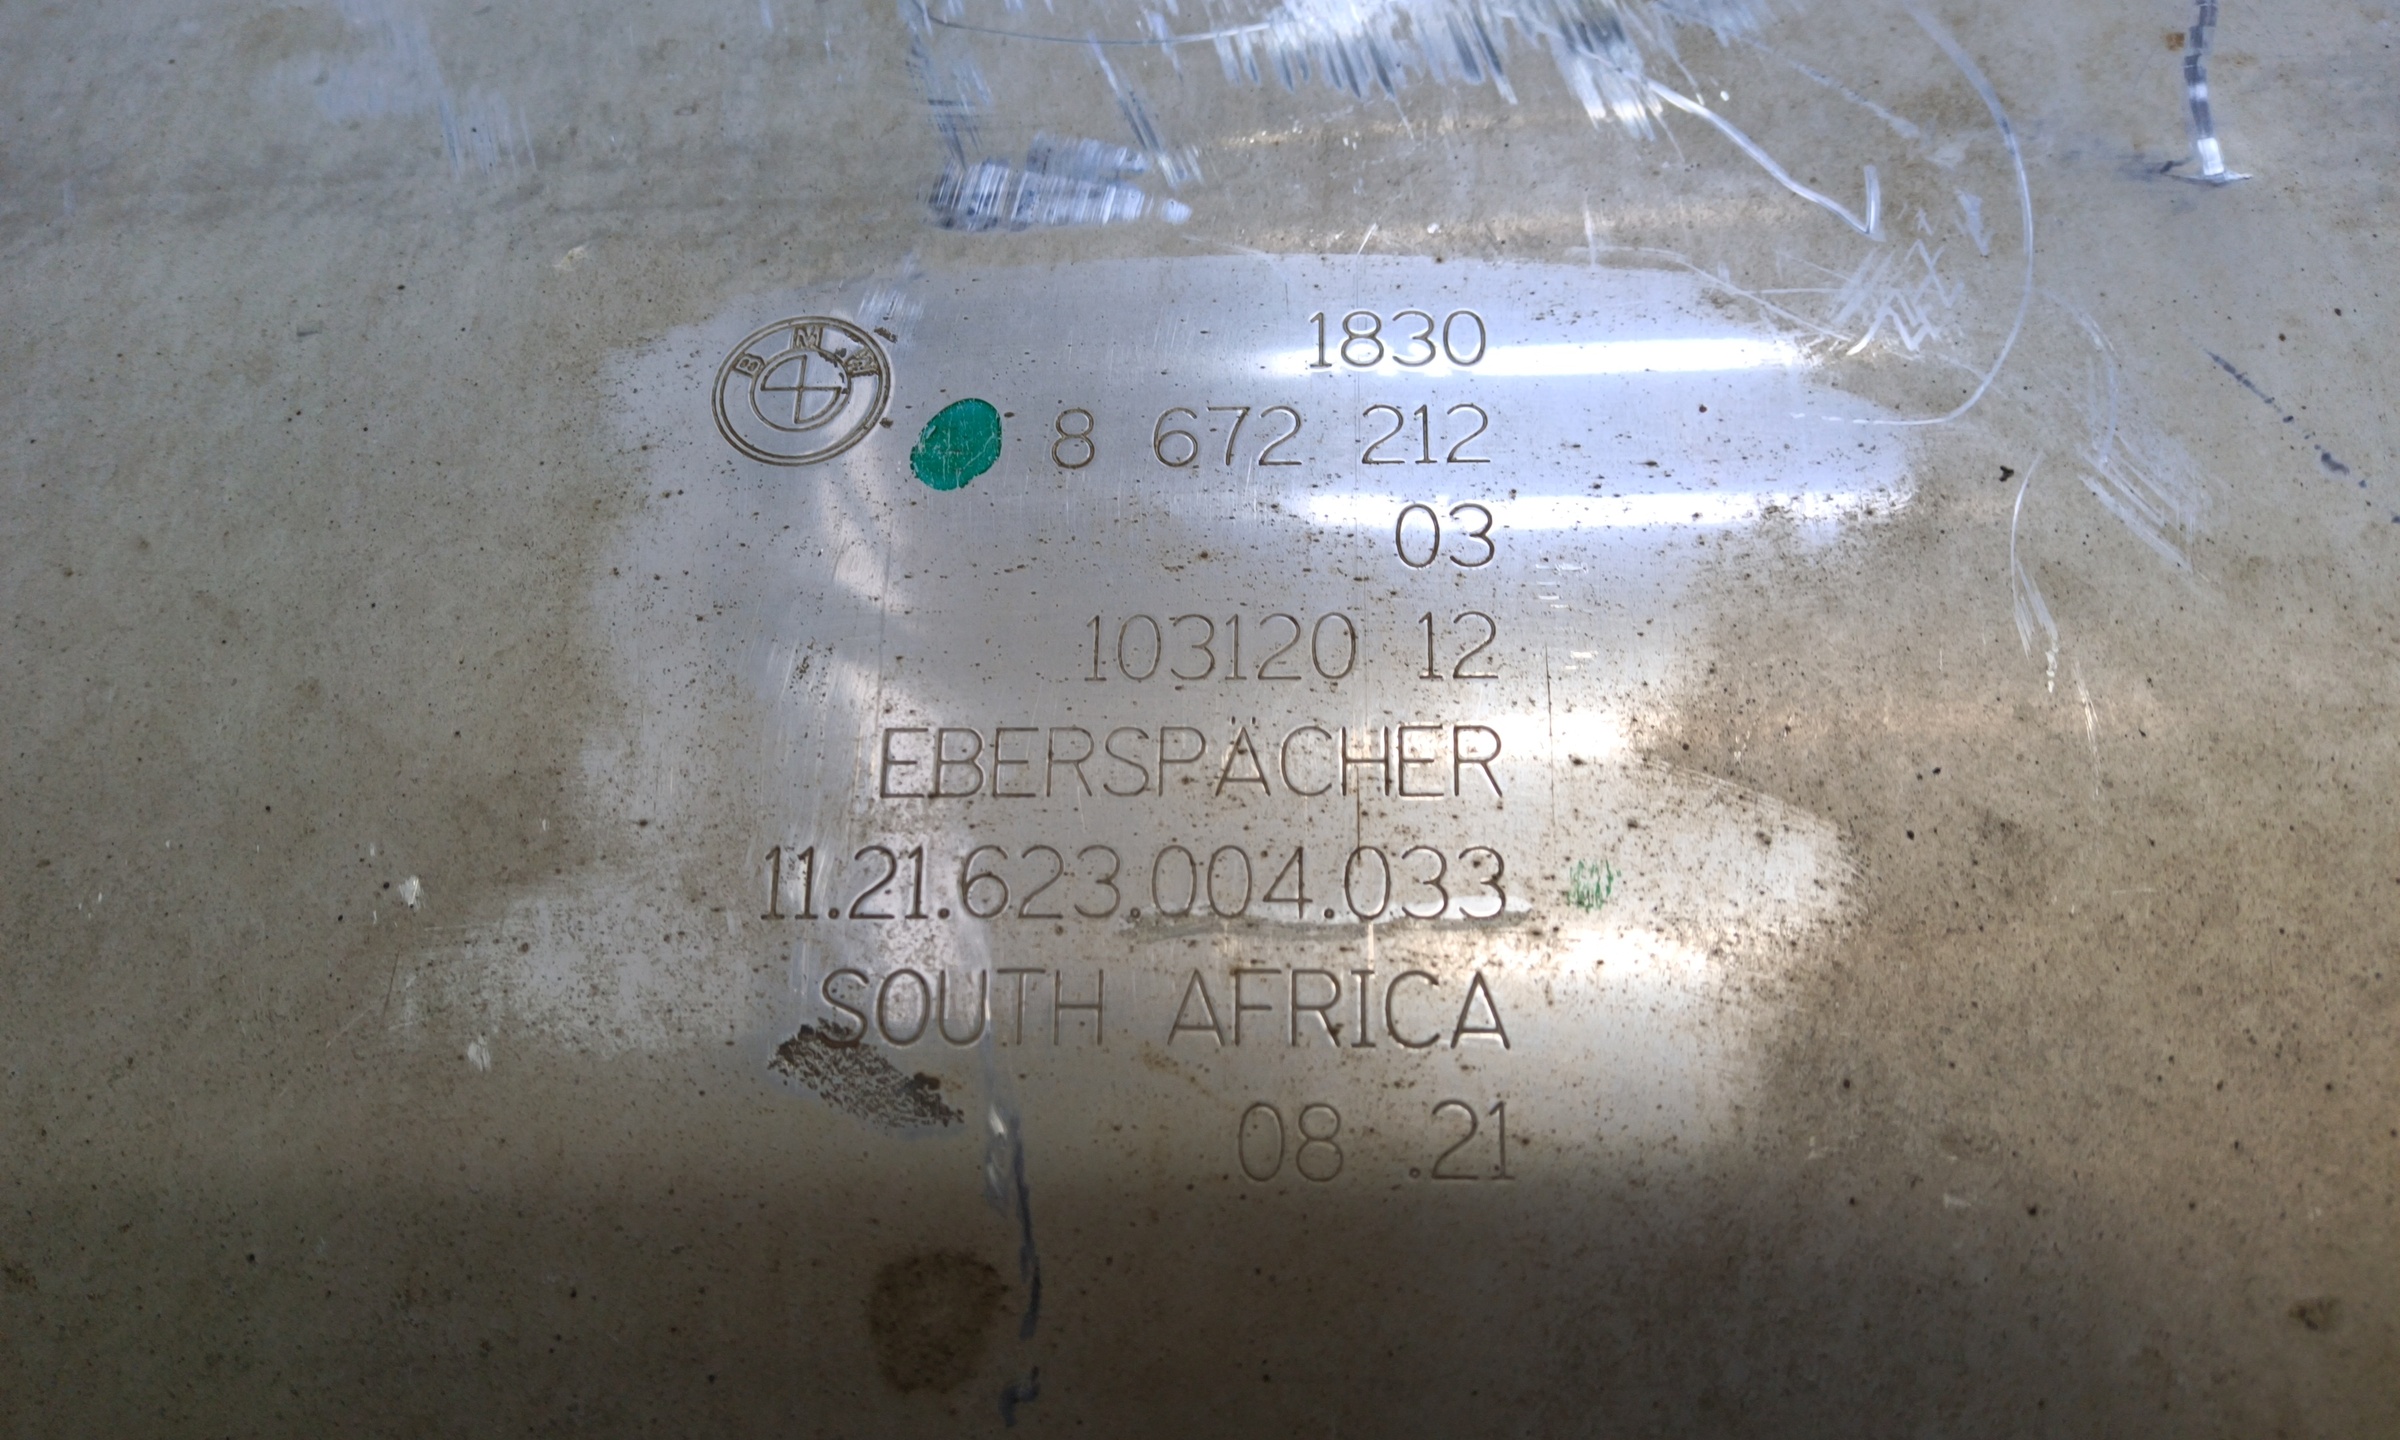 BMW
1830
8 672 212
03
103120 12
EBERSPÄCHER
11.21.623.004.033
SOUTH AFRICA
08 .21